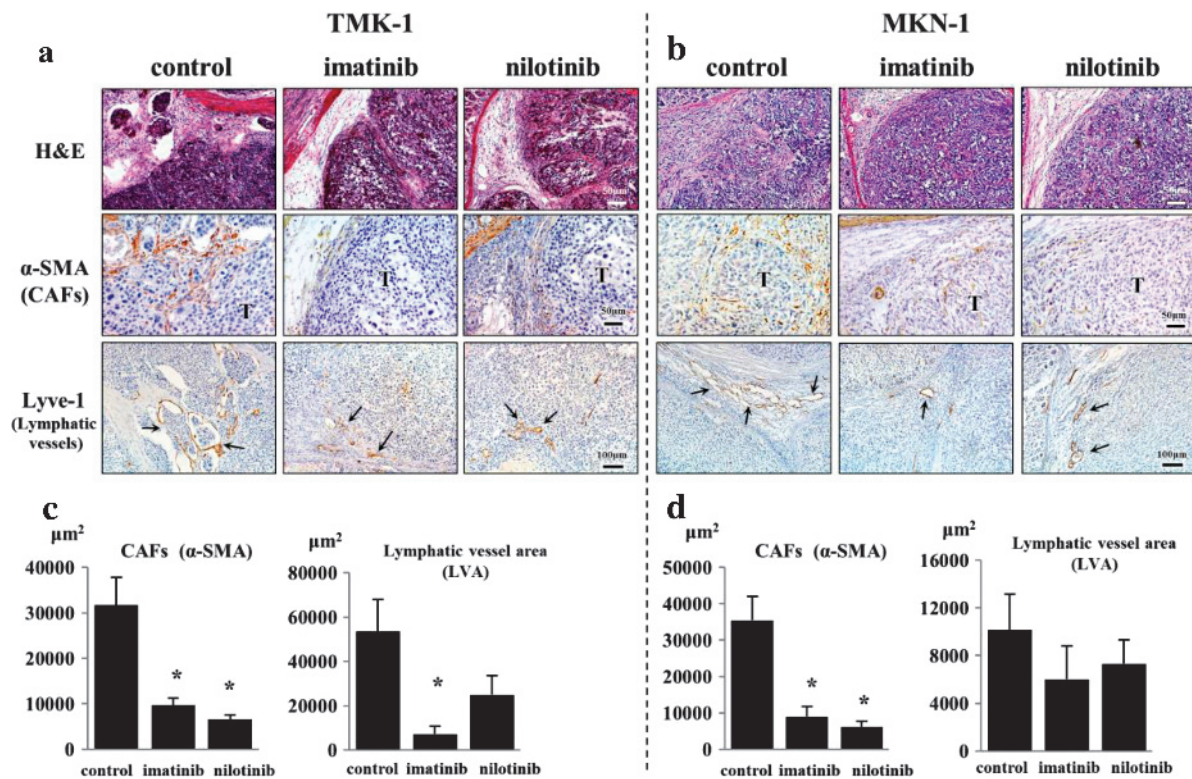 TMK-1
MKN-1
a
b
control
imatinib
nilotinib
control
imatinib
nilotinib
H&E
50µm
50µm
α-SMA
(CAFs)
T
T
T
50µm
T
T
T
50µm
Lyve-1
(Lymphatic
vessels)
100µm
100µm
c
µm²
CAFs (α-SMA)
40000
30000
20000
10000
0
*
*
control
imatinib
nilotinib
µm²
Lymphatic vessel area
(LVA)
80000
60000
40000
20000
0
*
control
imatinib
nilotinib
d
µm²
CAFs (α-SMA)
50000
40000
30000
20000
10000
0
*
*
control
imatinib
nilotinib
µm²
Lymphatic vessel area
(LVA)
16000
12000
8000
4000
0
control
imatinib
nilotinib